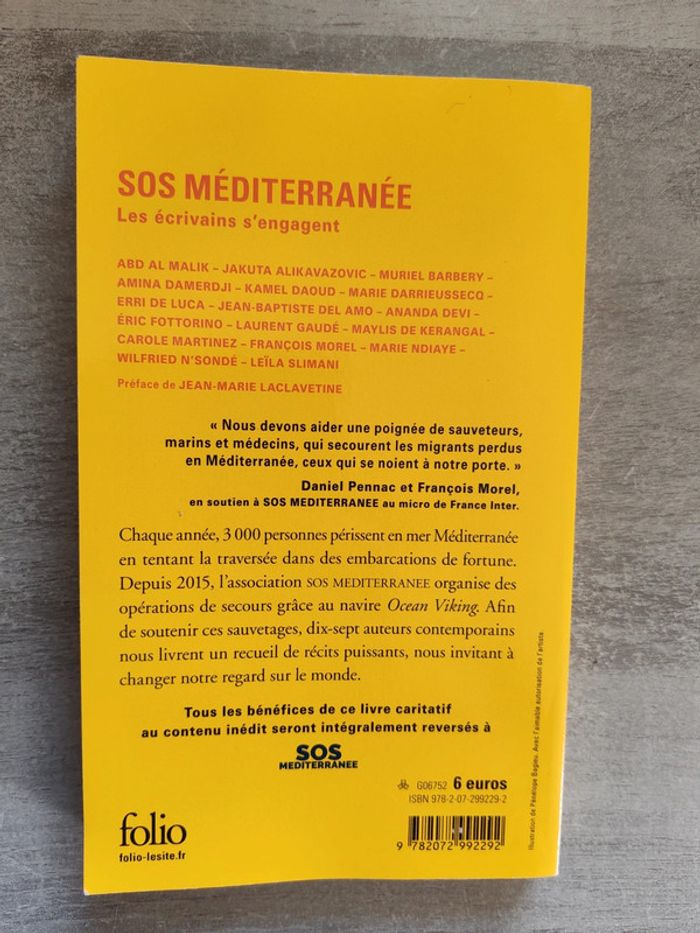 SOS MÉDITERRANÉE
Les écrivains s'engagent
ABD AL MALIK – JAKUTA ALIKAVAZOVIC – MURIEL BARBERY –
AMINA DAMERDJI – KAMEL DAOUD – MARIE DARRIEUSSECQ –
ERRI DE LUCA – JEAN-BAPTISTE DEL AMO – ANANDA DEVI –
ÉRIC FOTTORINO – LAURENT GAUDÉ – MAYLIS DE KERANGAL –
CAROLE MARTINEZ – FRANÇOIS MOREL – MARIE NDIAYE –
WILFRIED N'SONDÉ – LEÏLA SLIMANI
Préface de JEAN-MARIE LACLAVETINE
« Nous devons aider une poignée de sauveteurs,
marins et médecins, qui secourent les migrants perdus
en Méditerranée, ceux qui se noient à notre porte. »
Daniel Pennac et François Morel,
en soutien à SOS MEDITERRANEE au micro de France Inter.
Chaque année, 3 000 personnes périssent en mer Méditerranée
en tentant la traversée dans des embarcations de fortune.
Depuis 2015, l'association SOS MEDITERRANEE organise des
opérations de secours grâce au navire Ocean Viking. Afin
de soutenir ces sauvetages, dix-sept auteurs contemporains
nous livrent un recueil de récits puissants, nous invitant à
changer notre regard sur le monde.
Tous les bénéfices de ce livre caritatif
au contenu inédit seront intégralement reversés à
SOS
MEDITERRANEE
G06752 6 euros
ISBN 978-2-07-299229-2
folio
folio-lesite.fr
9 782072 992292
Illustration de Pénélope Bagieu. Avec l'aimable autorisation de l'artiste.